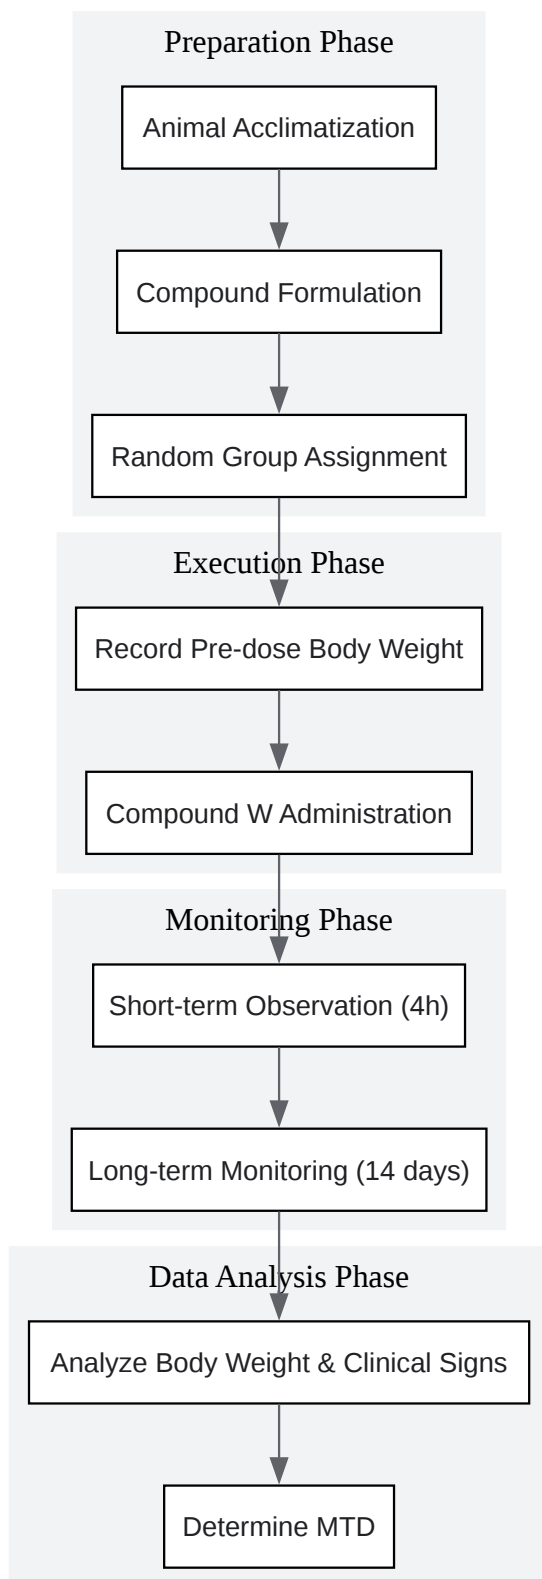 Preparation Phase
Animal Acclimatization
Compound Formulation
Random Group Assignment
Execution Phase
Record Pre-dose Body Weight
Compound W Administration
Monitoring Phase
Short-term Observation (4h)
Long-term Monitoring (14 days)
Data Analysis Phase
Analyze Body Weight & Clinical Signs
Determine MTD